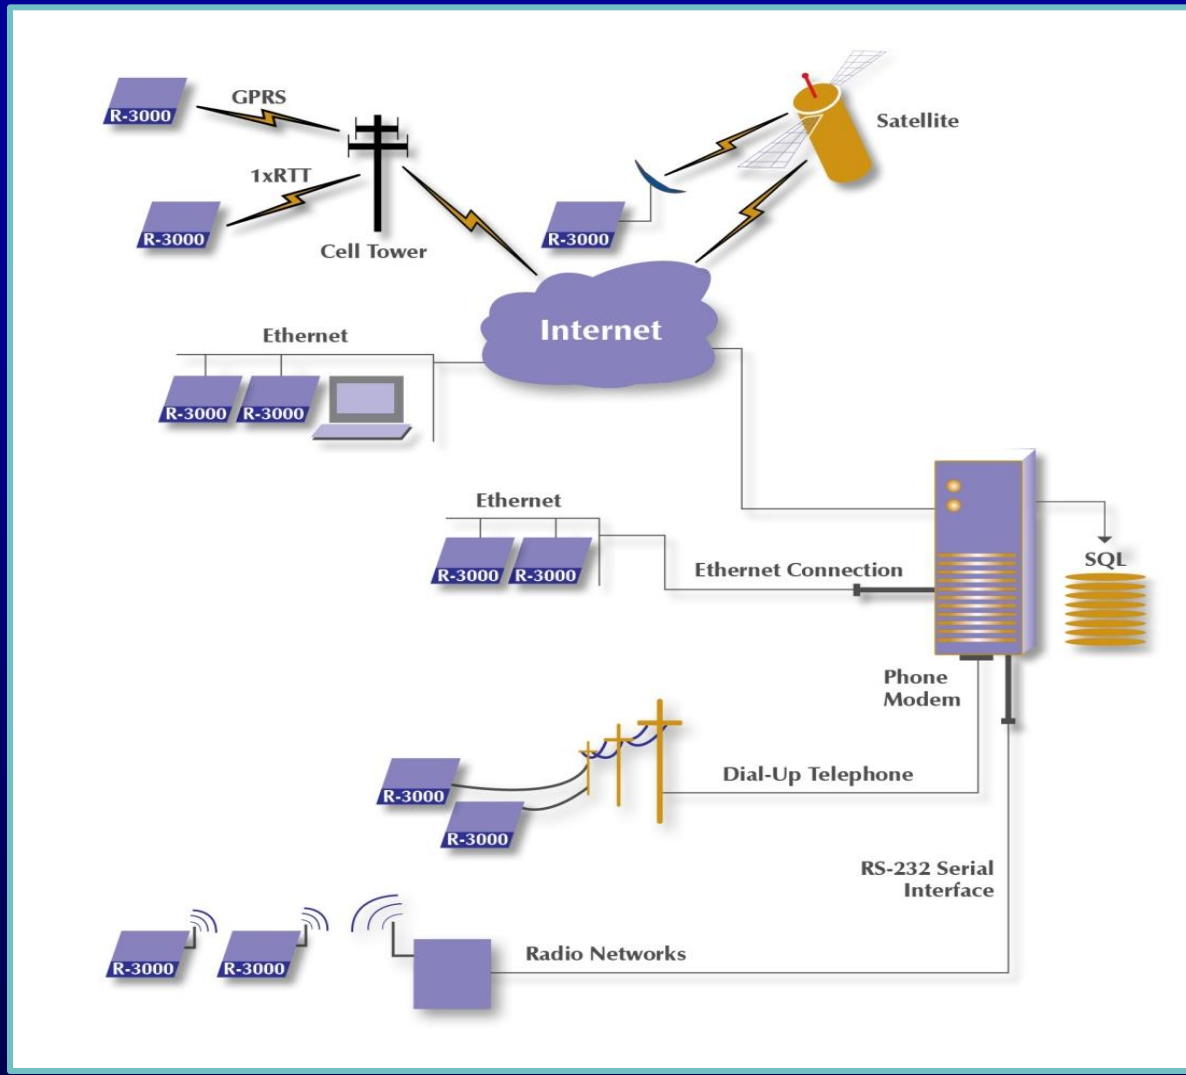 R-3000
GPRS
1xRTT
R-3000
Cell Tower
R-3000
Satellite
Internet
Ethernet
R-3000
R-3000
Ethernet
R-3000
R-3000
Ethernet Connection
SQL
Phone
Modem
R-3000
R-3000
Dial-Up Telephone
RS-232 Serial
Interface
R-3000
R-3000
Radio Networks